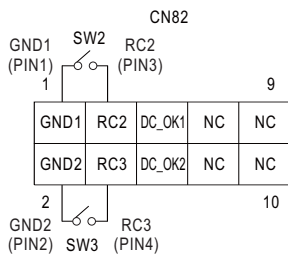 CN82
GND1 SW2 RC2
(PIN1) (PIN3)
1 9
GND1 RC2 DC_OK1 NC NC
GND2 RC3 DC_OK2 NC NC
2 10
GND2 RC3
(PIN2) SW3 (PIN4)